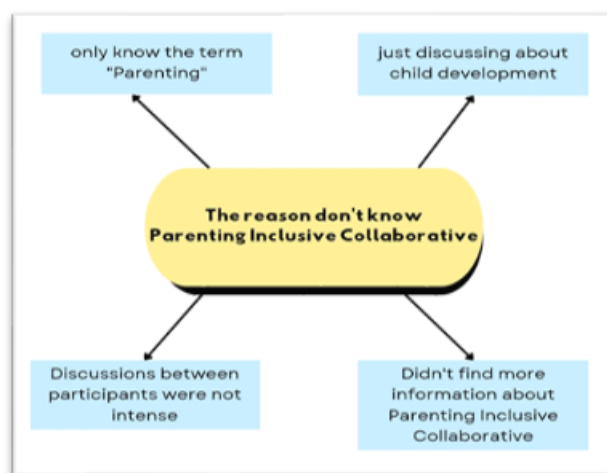 only know the term
"Parenting"
just discussing about
child development
The reason don't know
Parenting Inclusive Collaborative
Discussions between
participants were not
intense
Didn't find more
information about
Parenting Inclusive
Collaborative